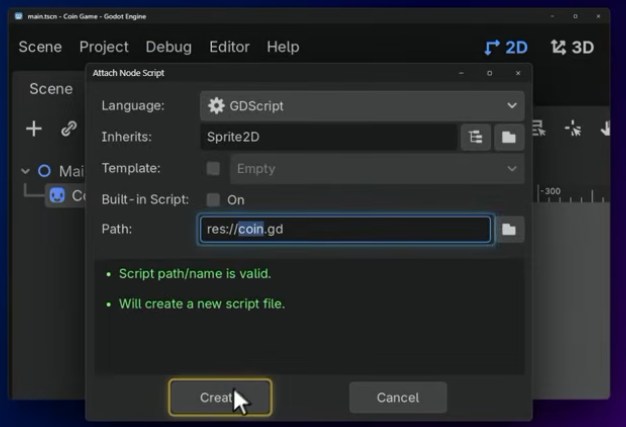 main.tscn - Coin Game - Godot Engine
Scene Project Debug Editor Help 2D 3D
Attach Node Script
Scene
Language: GDScript
Inherits: Sprite2D
Template: Empty
Mai
Built-in Script: On
-300
Path: res://coin.gd
• Script path/name is valid.
• Will create a new script file.
Creat
Cancel